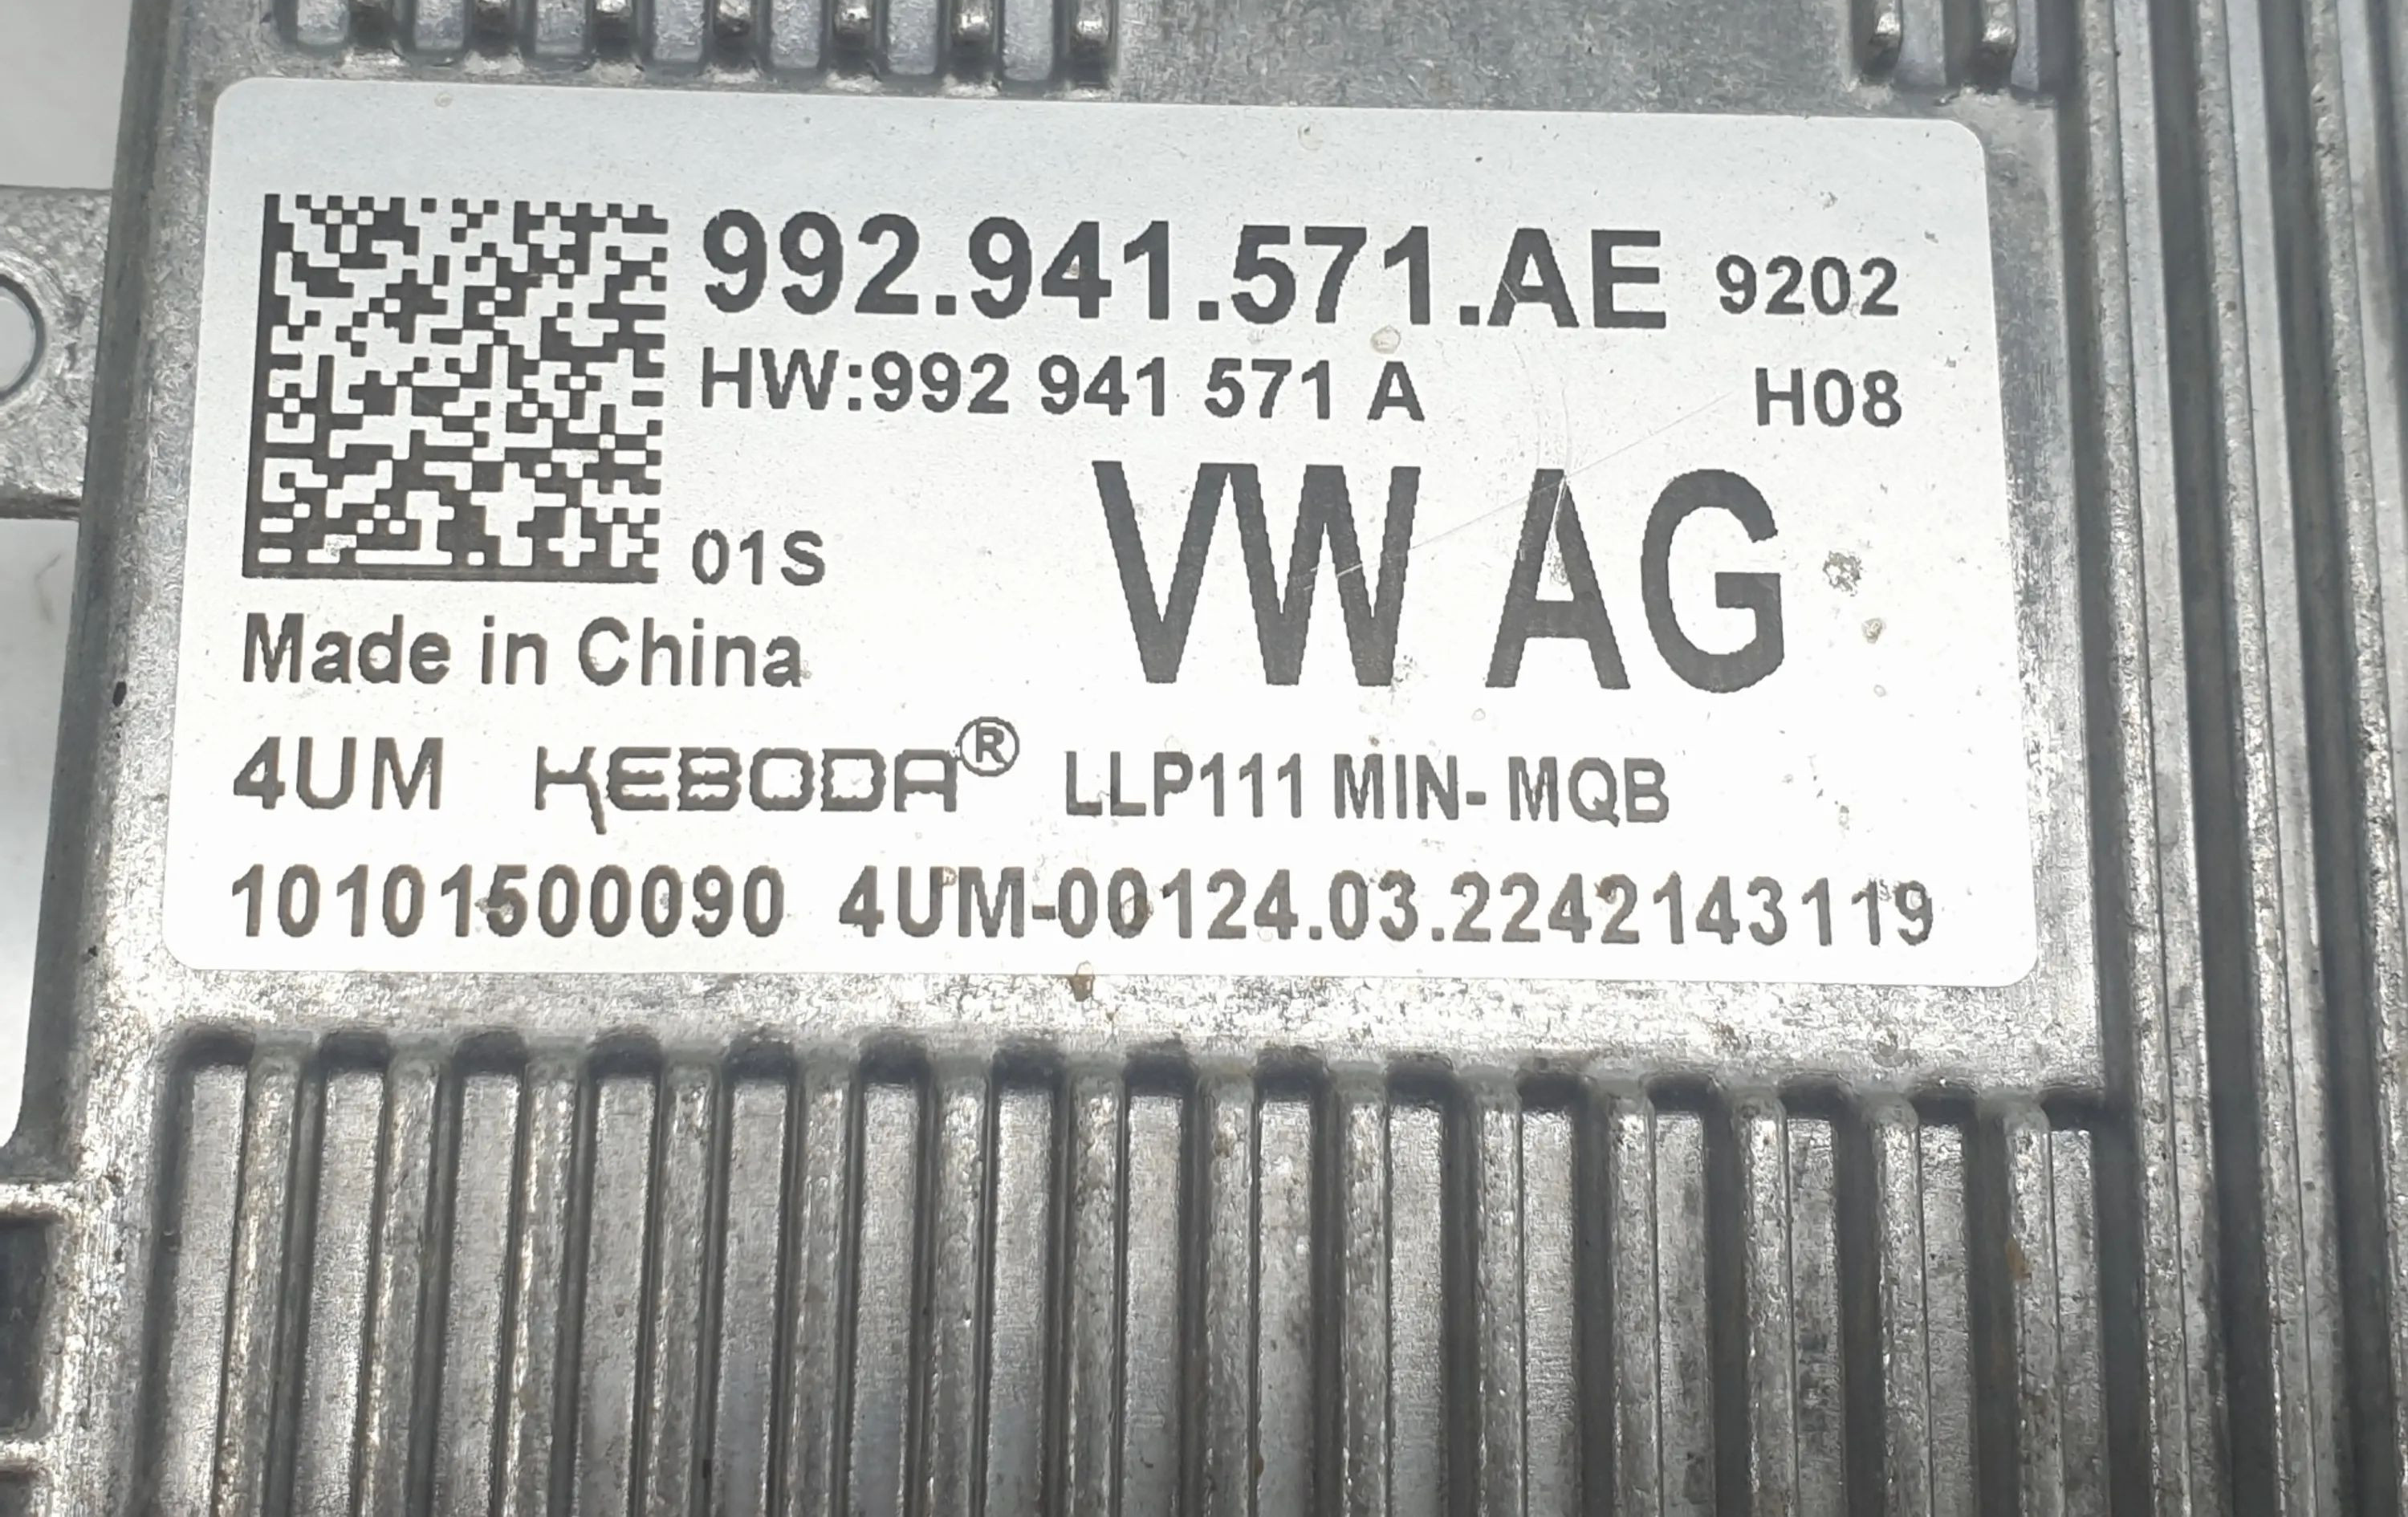 992.941.571.AE 9202
HW:992 941 571 A H08
VW AG
01S
Made in China
4UM KEBODA® LLP111 MIN- MQB
10101500090 4UM-00124.03.2242143119